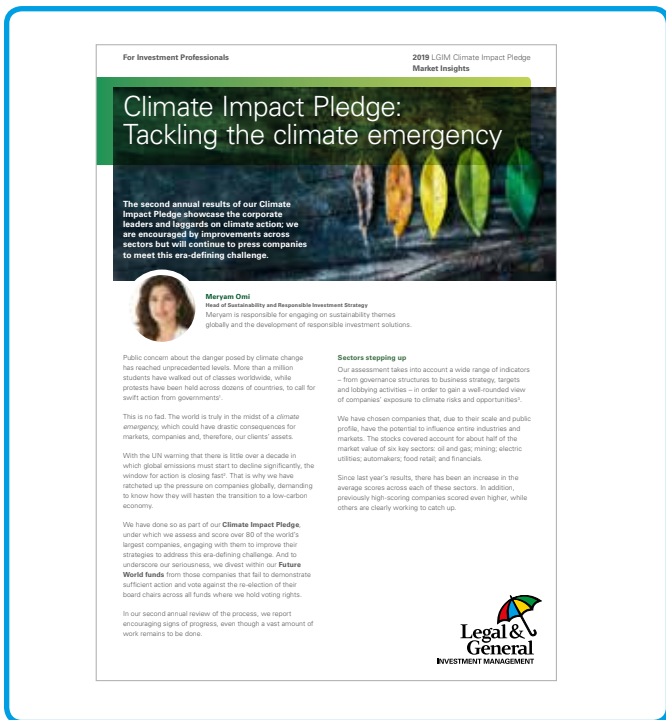 For Investment Professionals
2019 LGIM Climate Impact Pledge
Market Insights
Climate Impact Pledge:
Tackling the climate emergency
The second annual results of our Climate
Impact Pledge showcase the corporate
leaders and laggards on climate action; we
are encouraged by improvements across
sectors but will continue to press companies
to meet this era-defining challenge.
Meryam Omi
Head of Sustainability and Responsible Investment Strategy
Meryam is responsible for engaging on sustainability themes
globally and the development of responsible investment solutions.
Public concern about the danger posed by climate change
has reached unprecedented levels. More than a million
students have walked out of classes worldwide, while
protests have been held across dozens of countries, to call for
swift action from governments¹.
This is no fad. The world is truly in the midst of a climate
emergency, which could have drastic consequences for
markets, companies and, therefore, our clients' assets.
With the UN warning that there is little over a decade in
which global emissions must start to decline significantly, the
window for action is closing fast². That is why we have
ratcheted up the pressure on companies globally, demanding
to know how they will hasten the transition to a low-carbon
economy.
We have done so as part of our Climate Impact Pledge,
under which we assess and score over 80 of the world's
largest companies, engaging with them to improve their
strategies to address this era-defining challenge. And to
underscore our seriousness, we divest within our Future
World funds from those companies that fail to demonstrate
sufficient action and vote against the re-election of their
board chairs across all funds where we hold voting rights.
In our second annual review of the process, we report
encouraging signs of progress, even though a vast amount of
work remains to be done.
Sectors stepping up
Our assessment takes into account a wide range of indicators
– from governance structures to business strategy, targets
and lobbying activities – in order to gain a well-rounded view
of companies' exposure to climate risks and opportunities³.
We have chosen companies that, due to their scale and public
profile, have the potential to influence entire industries and
markets. The stocks covered account for about half of the
market value of six key sectors: oil and gas; mining; electric
utilities; automakers; food retail; and financials.
Since last year's results, there has been an increase in the
average scores across each of these sectors. In addition,
previously high-scoring companies scored even higher, while
others are clearly working to catch up.
Legal &
General
INVESTMENT MANAGEMENT